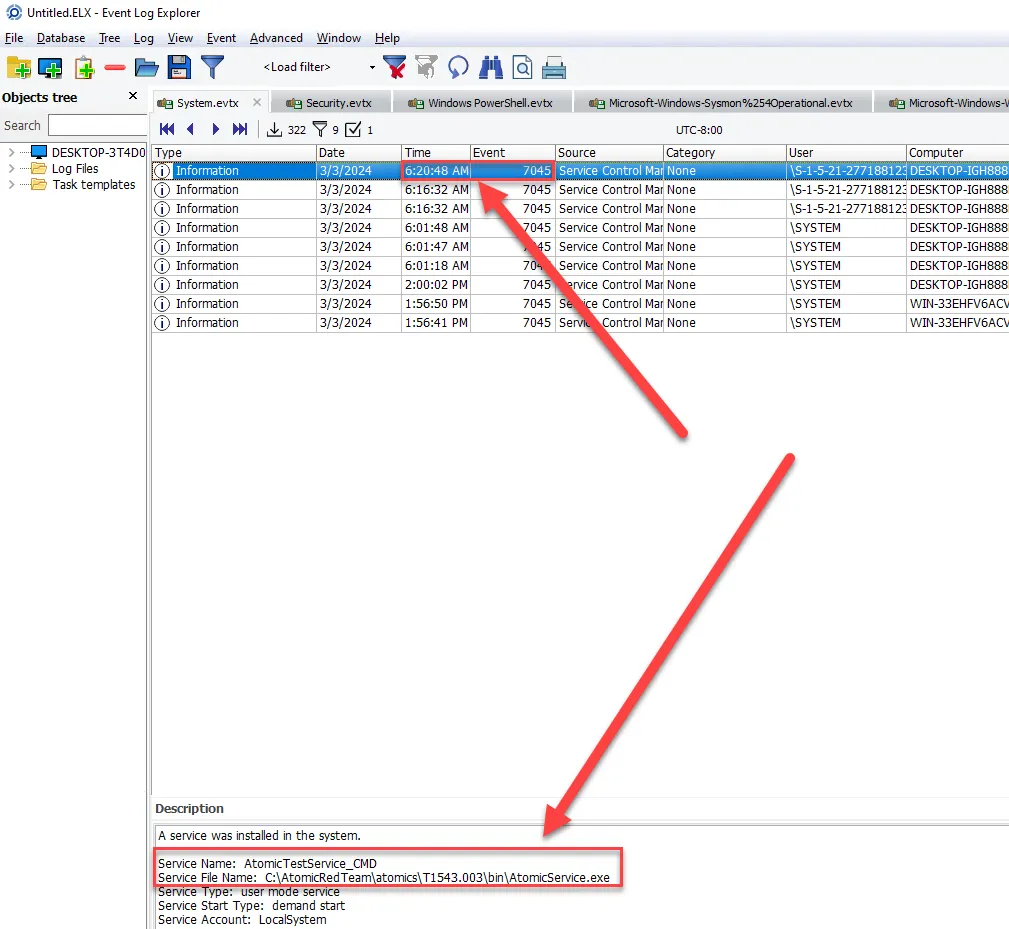 Untitled.ELX - Event Log Explorer
File Database Tree Log View Event Advanced Window Help
<Load filter>
Objects tree
System.evtx Security.evtx Windows PowerShell.evtx Microsoft-Windows-Sysmon%254Operational.evtx Microsoft-Windows-
Search
322 9 1 UTC-8:00
DESKTOP-3T4D0
Log Files
Task templates
Type Date Time Event Source Category User Computer
Information 3/3/2024 6:20:48 AM 7045 Service Control Mar None \S-1-5-21-277188123 DESKTOP-IGH888
Information 3/3/2024 6:16:32 AM 7045 Service Control Mar None \S-1-5-21-277188123 DESKTOP-IGH888
Information 3/3/2024 6:16:32 AM 7045 Service Control Mar None \S-1-5-21-277188123 DESKTOP-IGH888
Information 3/3/2024 6:01:48 AM 7045 Service Control Mar None \SYSTEM DESKTOP-IGH888
Information 3/3/2024 6:01:47 AM 7045 Service Control Mar None \SYSTEM DESKTOP-IGH888
Information 3/3/2024 6:01:18 AM 7045 Service Control Mar None \SYSTEM DESKTOP-IGH888
Information 3/3/2024 2:00:02 PM 7045 Service Control Mar None \SYSTEM DESKTOP-IGH888
Information 3/3/2024 1:56:50 PM 7045 Service Control Mar None \SYSTEM WIN-33EHFV6ACV
Information 3/3/2024 1:56:41 PM 7045 Service Control Mar None \SYSTEM WIN-33EHFV6ACV
Description
A service was installed in the system.
Service Name: AtomicTestService_CMD
Service File Name: C:\AtomicRedTeam\atomics\T1543.003\bin\AtomicService.exe
Service Type: user mode service
Service Start Type: demand start
Service Account: LocalSystem